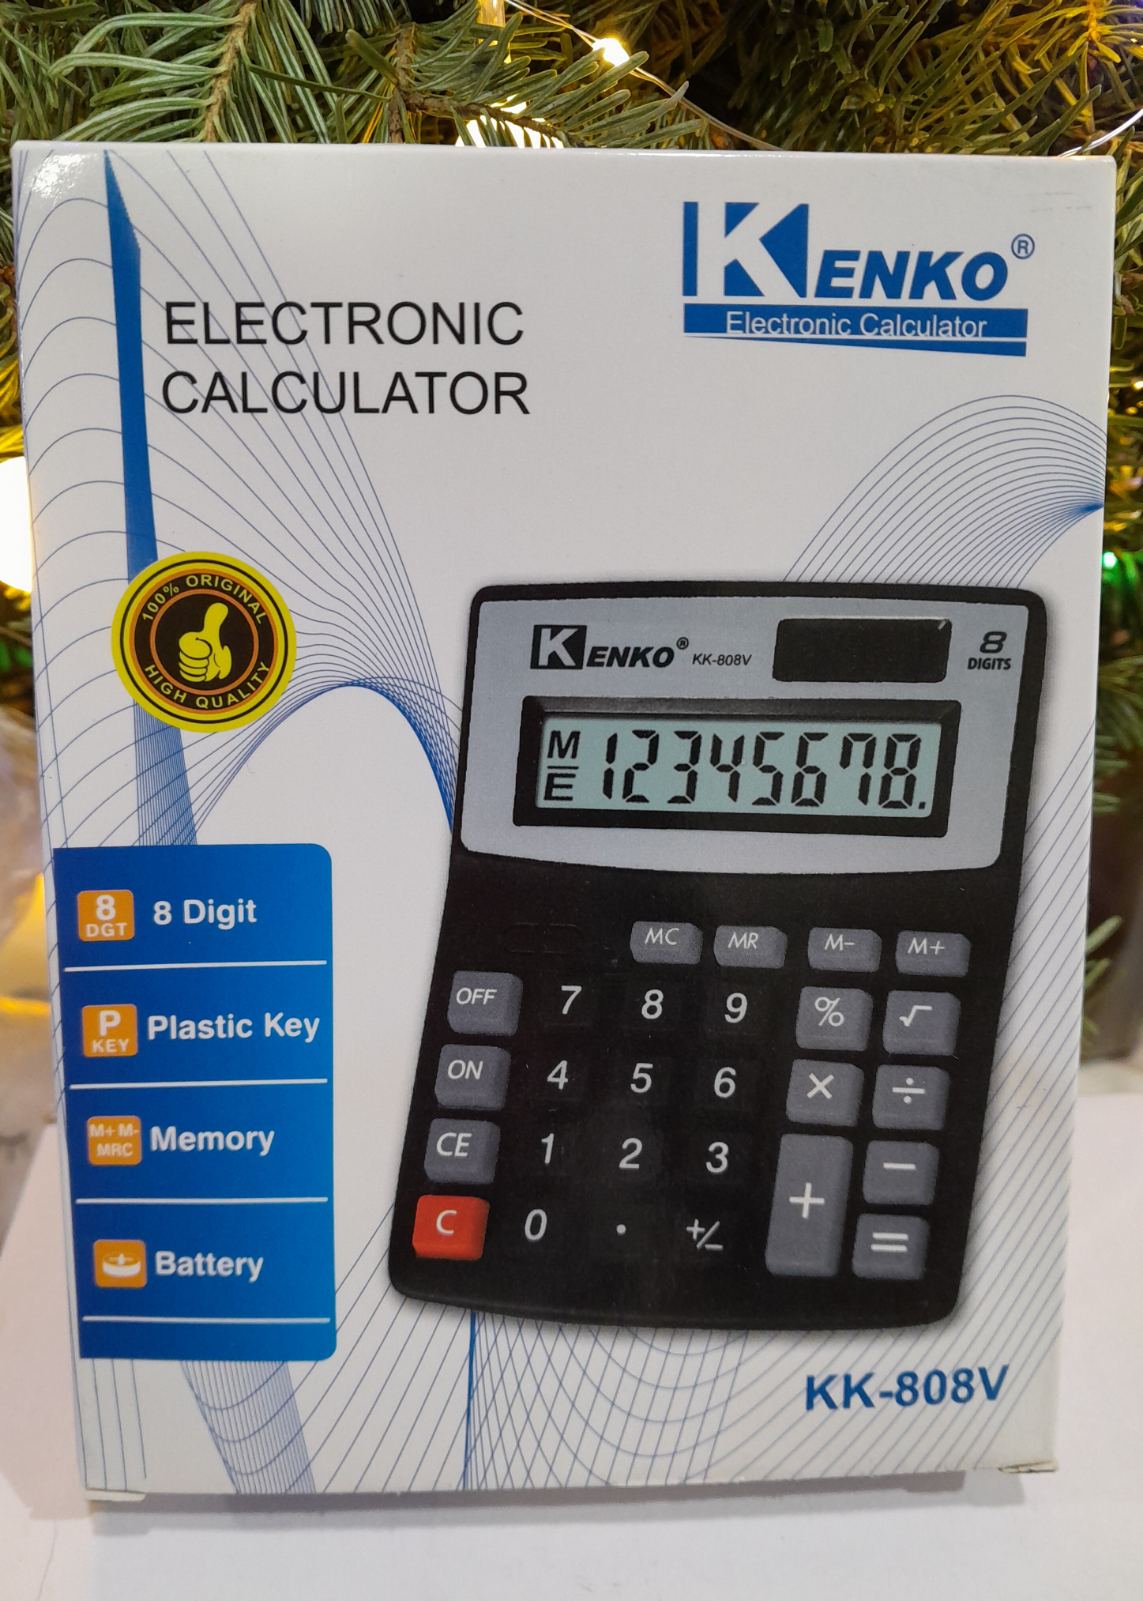 KENKO®
Electronic Calculator
ELECTRONIC
CALCULATOR
100% ORIGINAL
HIGH QUALITY
KENKO® KK-808V
8
DIGITS
M
E
12345678.
8
DGT
8 Digit
P
KEY
Plastic Key
M+M-
MRC
Memory
Battery
MC MR M- M+
OFF 7 8 9 % √
ON 4 5 6 × ÷
CE 1 2 3 + −
C 0 . +/− =
KK-808V